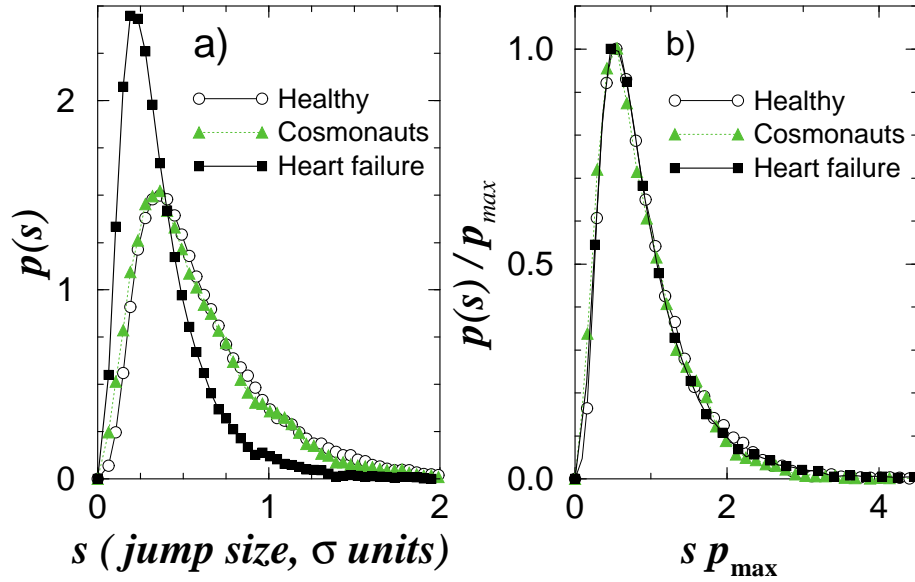 a)
Healthy
Cosmonauts
Heart failure
p(s)
2
1
0
0
1
2
s ( jump size, σ units)
b)
Healthy
Cosmonauts
Heart failure
p(s) / p_max
1.0
0.5
0.0
0
2
4
s p_max